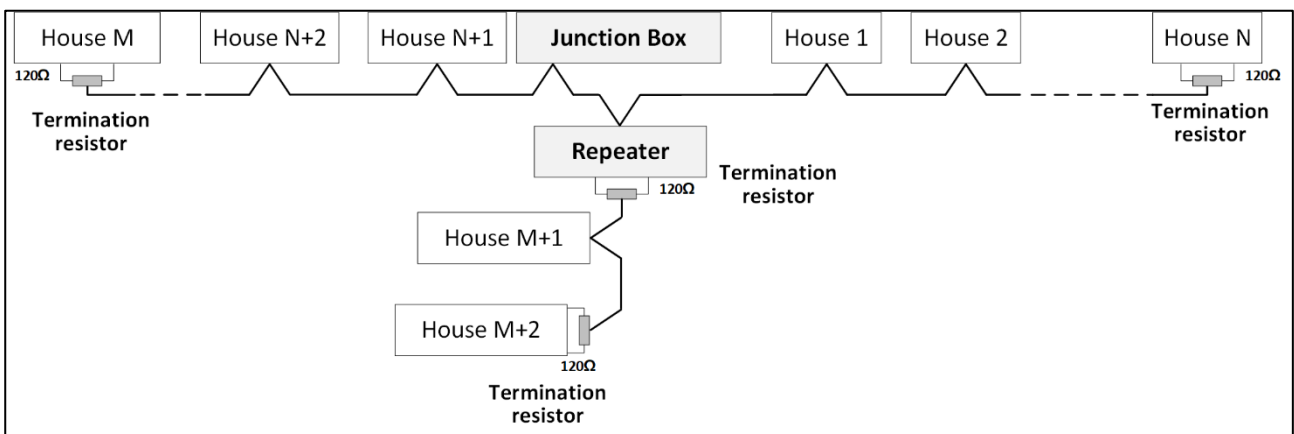 House M
House N+2
House N+1
Junction Box
House 1
House 2
House N
120Ω
120Ω
Termination
resistor
Termination
resistor
Repeater
120Ω
Termination
resistor
House M+1
House M+2
120Ω
Termination
resistor